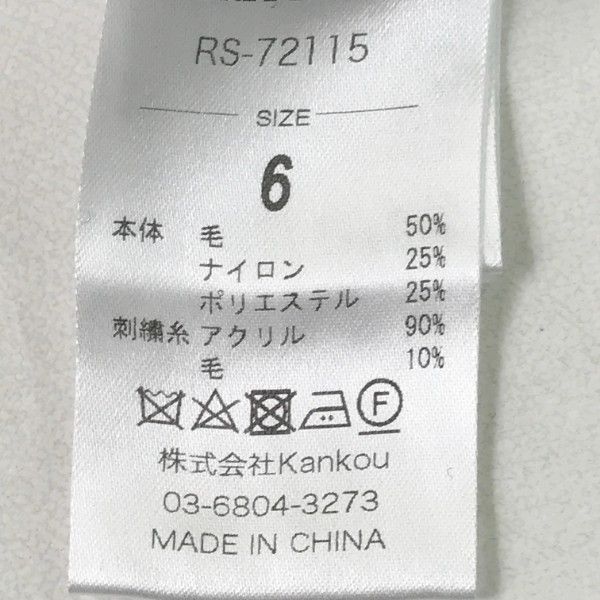 RS-72115
SIZE
6
本体 毛 50%
ナイロン 25%
ポリエステル 25%
刺繍糸 アクリル 90%
毛 10%
F
株式会社Kankou
03-6804-3273
MADE IN CHINA